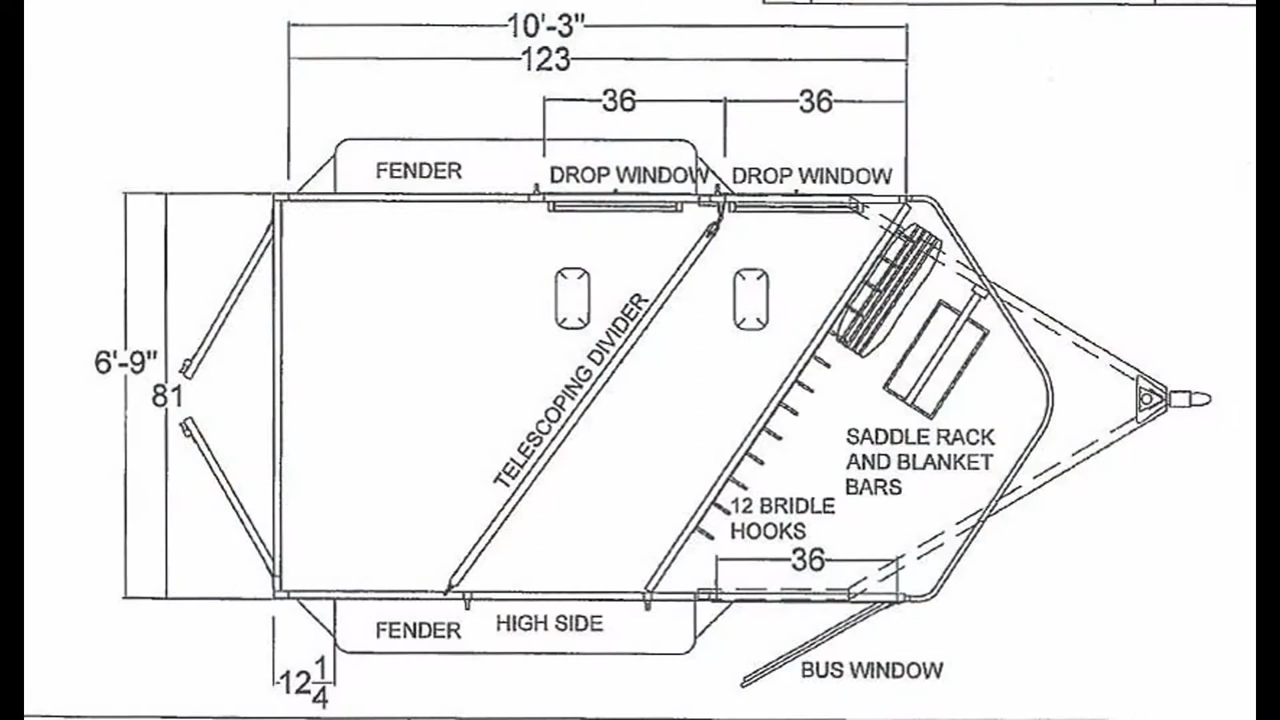 10'-3"
123
36
36
FENDER
DROP WINDOW
DROP WINDOW
6'-9"
81
TELESCOPING DIVIDER
SADDLE RACK
AND BLANKET
BARS
12 BRIDLE
HOOKS
36
FENDER
HIGH SIDE
BUS WINDOW
12 1/4